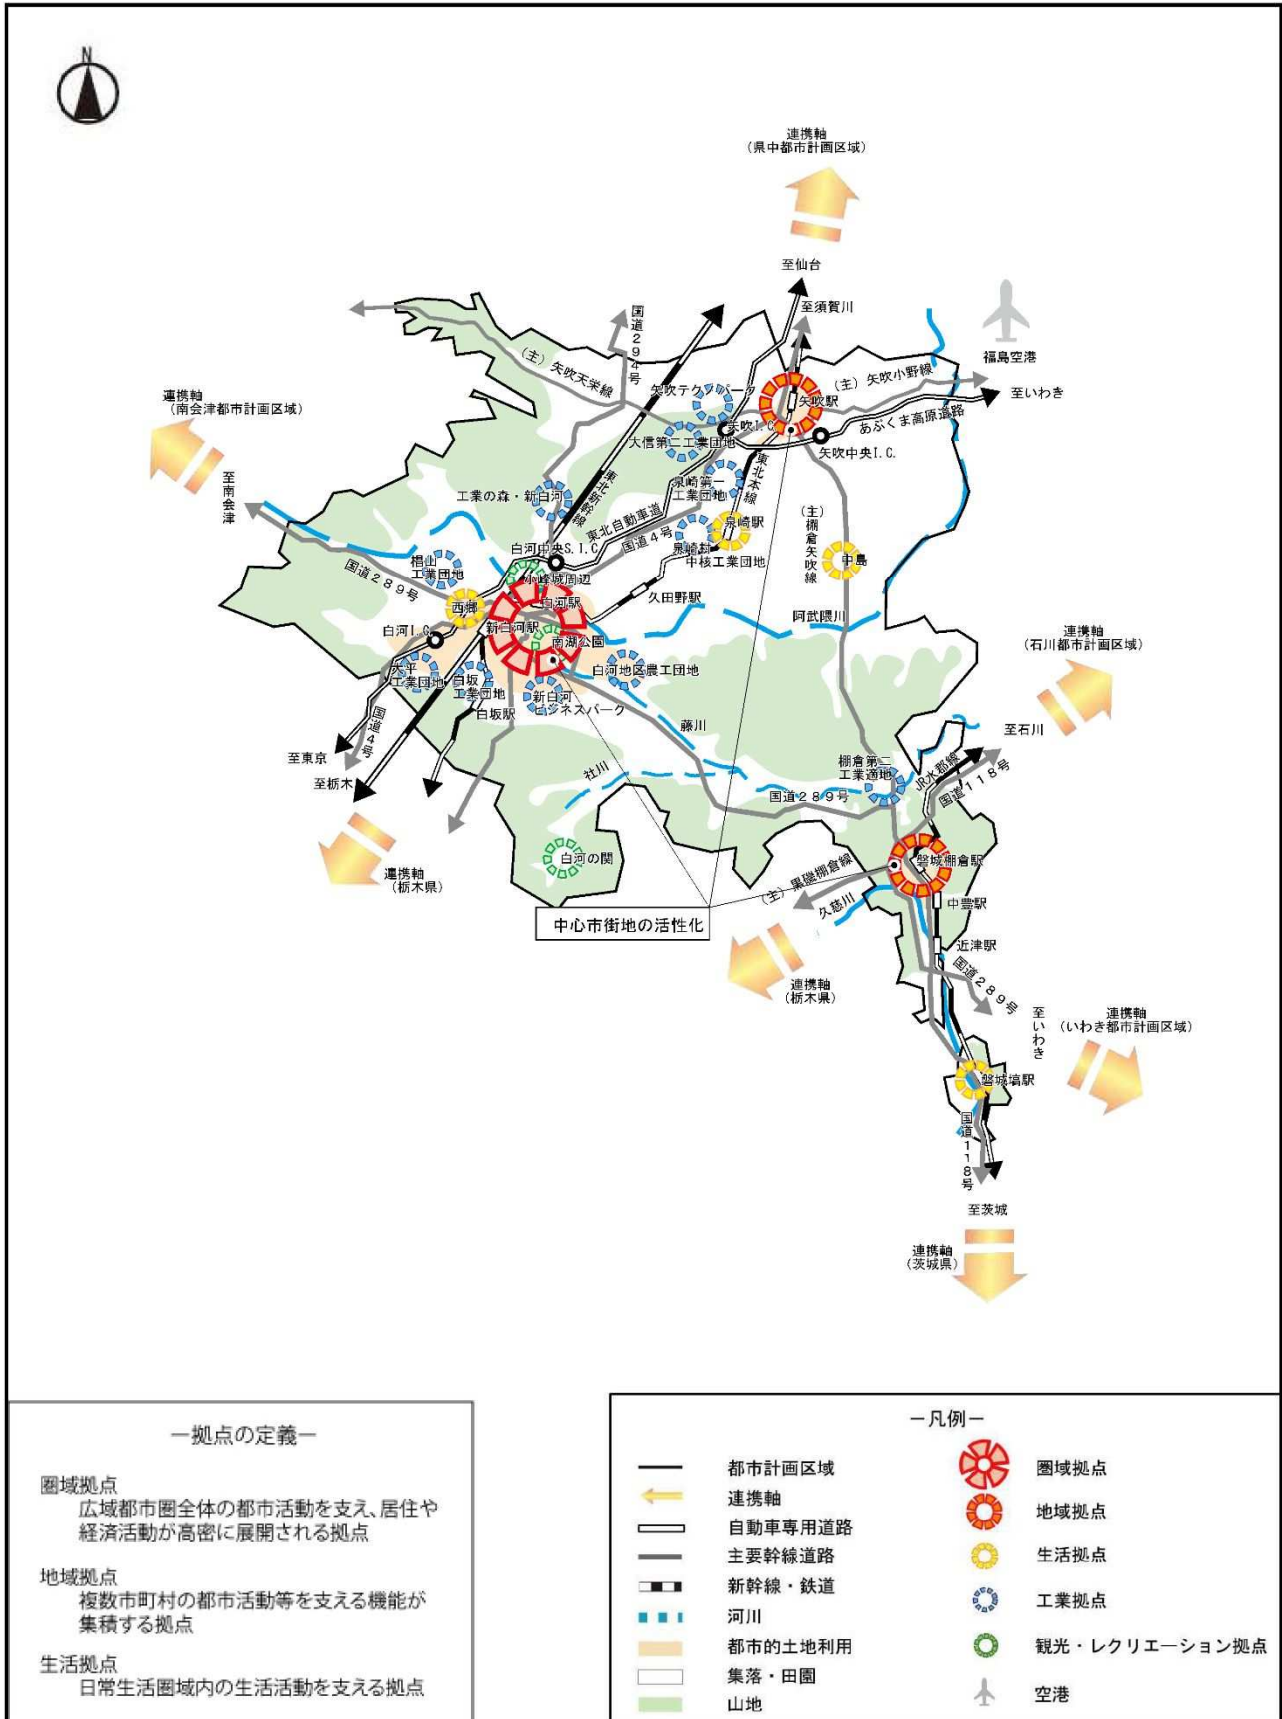 N
連携軸
(県中都市計画区域)
至仙台
至須賀川
福島空港
国道294号
(主)矢吹天栄線
矢吹テクノパーク
矢吹駅
(主)矢吹小野線
至いわき
あぶくま高原道路
連携軸
(南会津都市計画区域)
矢吹I.C.
大信第二工業団地
矢吹中央I.C.
至南会津
工業の森・新白河
東北新幹線
泉崎第一
工業団地
東北本線
(主)棚倉矢吹線
東北自動車道
国道4号
泉崎駅
泉崎村
中核工業団地
白河中央S.I.C
中島
椙山
工業団地
国道289号
小峰城周辺
白河駅
久田野駅
西郷
阿武隈川
白河I.C.
新白河駅
南湖公園
連携軸
(石川都市計画区域)
大平
工業団地
白坂
工業団地
新白河
ビジネスパーク
白河地区農工団地
白坂駅
国道4号
藤川
至石川
至東京
至栃木
社川
棚倉第二
工業適地
JR水郡線
国道118号
国道289号
白河の関
磐城棚倉駅
連携軸
(栃木県)
(主)黒磯棚倉線
中豊駅
久慈川
中心市街地の活性化
近津駅
国道289号
連携軸
(栃木県)
至いわき
連携軸
(いわき都市計画区域)
磐城塙駅
国道118号
至茨城
連携軸
(茨城県)
－拠点の定義－
圏域拠点
広域都市圏全体の都市活動を支え、居住や
経済活動が高密に展開される拠点
地域拠点
複数市町村の都市活動等を支える機能が
集積する拠点
生活拠点
日常生活圏域内の生活活動を支える拠点
－凡例－
都市計画区域
連携軸
自動車専用道路
主要幹線道路
新幹線・鉄道
河川
都市的土地利用
集落・田園
山地
圏域拠点
地域拠点
生活拠点
工業拠点
観光・レクリエーション拠点
空港